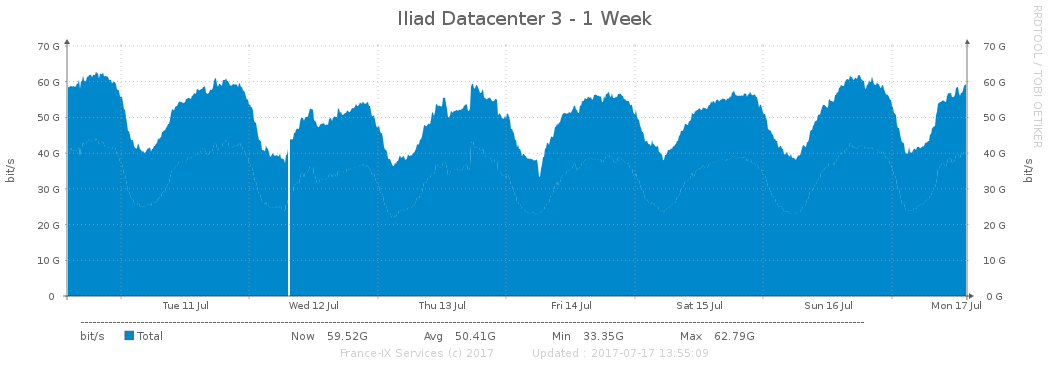 Iliad Datacenter 3 - 1 Week
RRDTOOL / TOBI OETIKER
bit/s
70 G 70 G
60 G 60 G
50 G 50 G
40 G 40 G
30 G 30 G
20 G 20 G
10 G 10 G
0 0 G
bit/s
Tue 11 Jul Wed 12 Jul Thu 13 Jul Fri 14 Jul Sat 15 Jul Sun 16 Jul Mon 17 Jul
bit/s Total Now 59.52G Avg 50.41G Min 33.35G Max 62.79G
France-IX Services (c) 2017 Updated : 2017-07-17 13:55:09